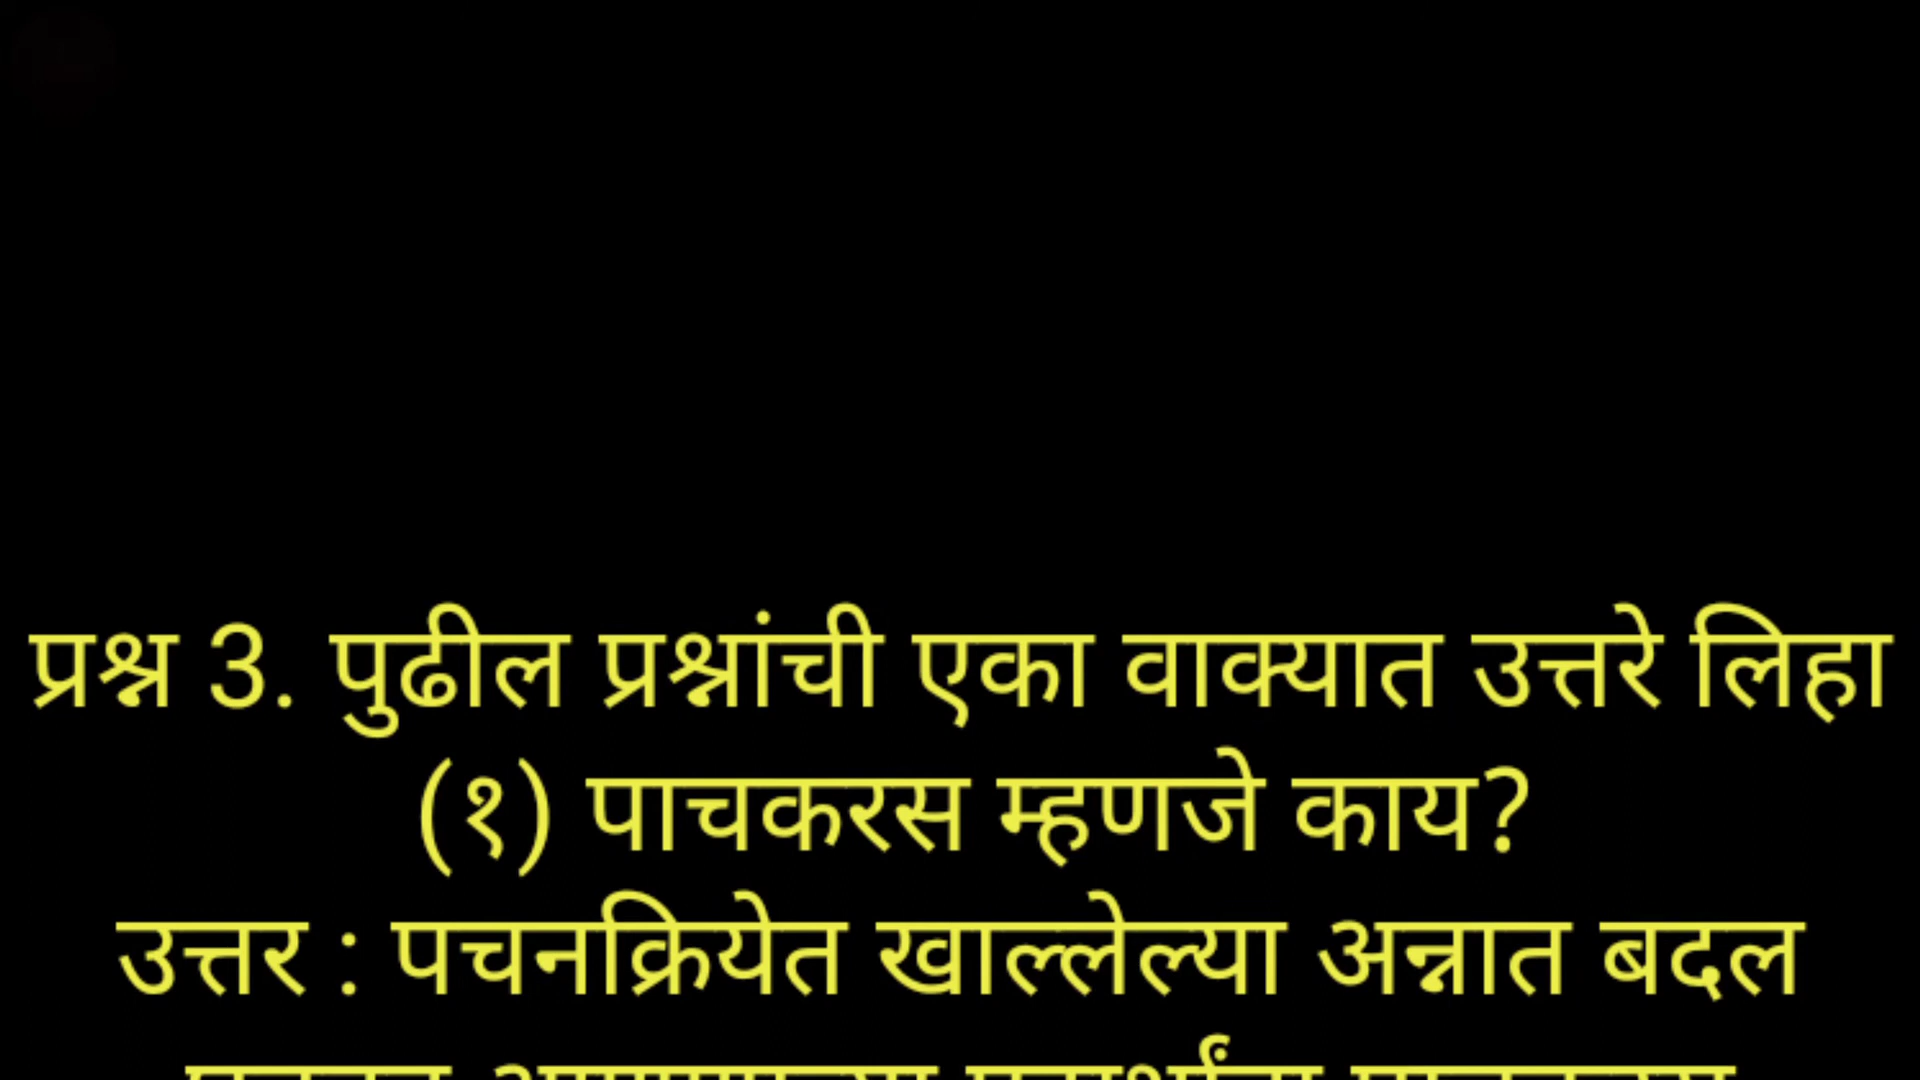 प्रश्न 3. पुढील प्रश्नांची एका वाक्यात उत्तरे लिहा
(१) पाचकरस म्हणजे काय?
उत्तर : पचनक्रियेत खाल्लेल्या अन्नात बदल